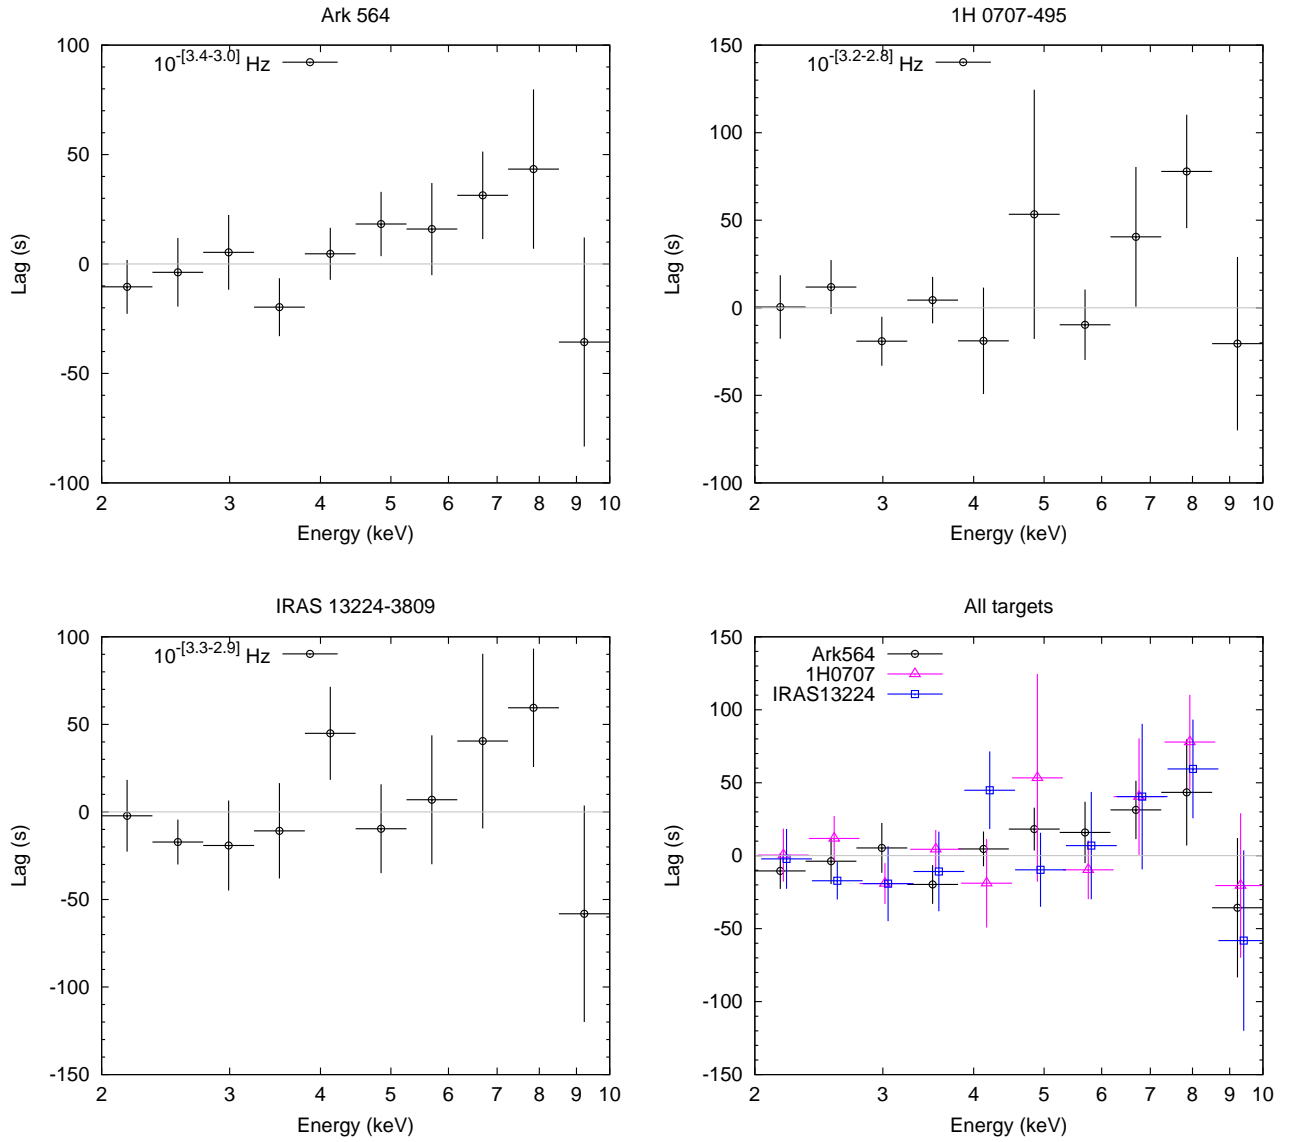 Ark 564
10^-[3.4-3.0] Hz
100
50
0
-50
-100
Lag (s)
2 3 4 5 6 7 8 9 10
Energy (keV)
1H 0707-495
10^-[3.2-2.8] Hz
150
100
50
0
-50
-100
Lag (s)
2 3 4 5 6 7 8 9 10
Energy (keV)
IRAS 13224-3809
10^-[3.3-2.9] Hz
100
50
0
-50
-100
-150
Lag (s)
2 3 4 5 6 7 8 9 10
Energy (keV)
All targets
Ark564
1H0707
IRAS13224
150
100
50
0
-50
-100
-150
Lag (s)
2 3 4 5 6 7 8 9 10
Energy (keV)